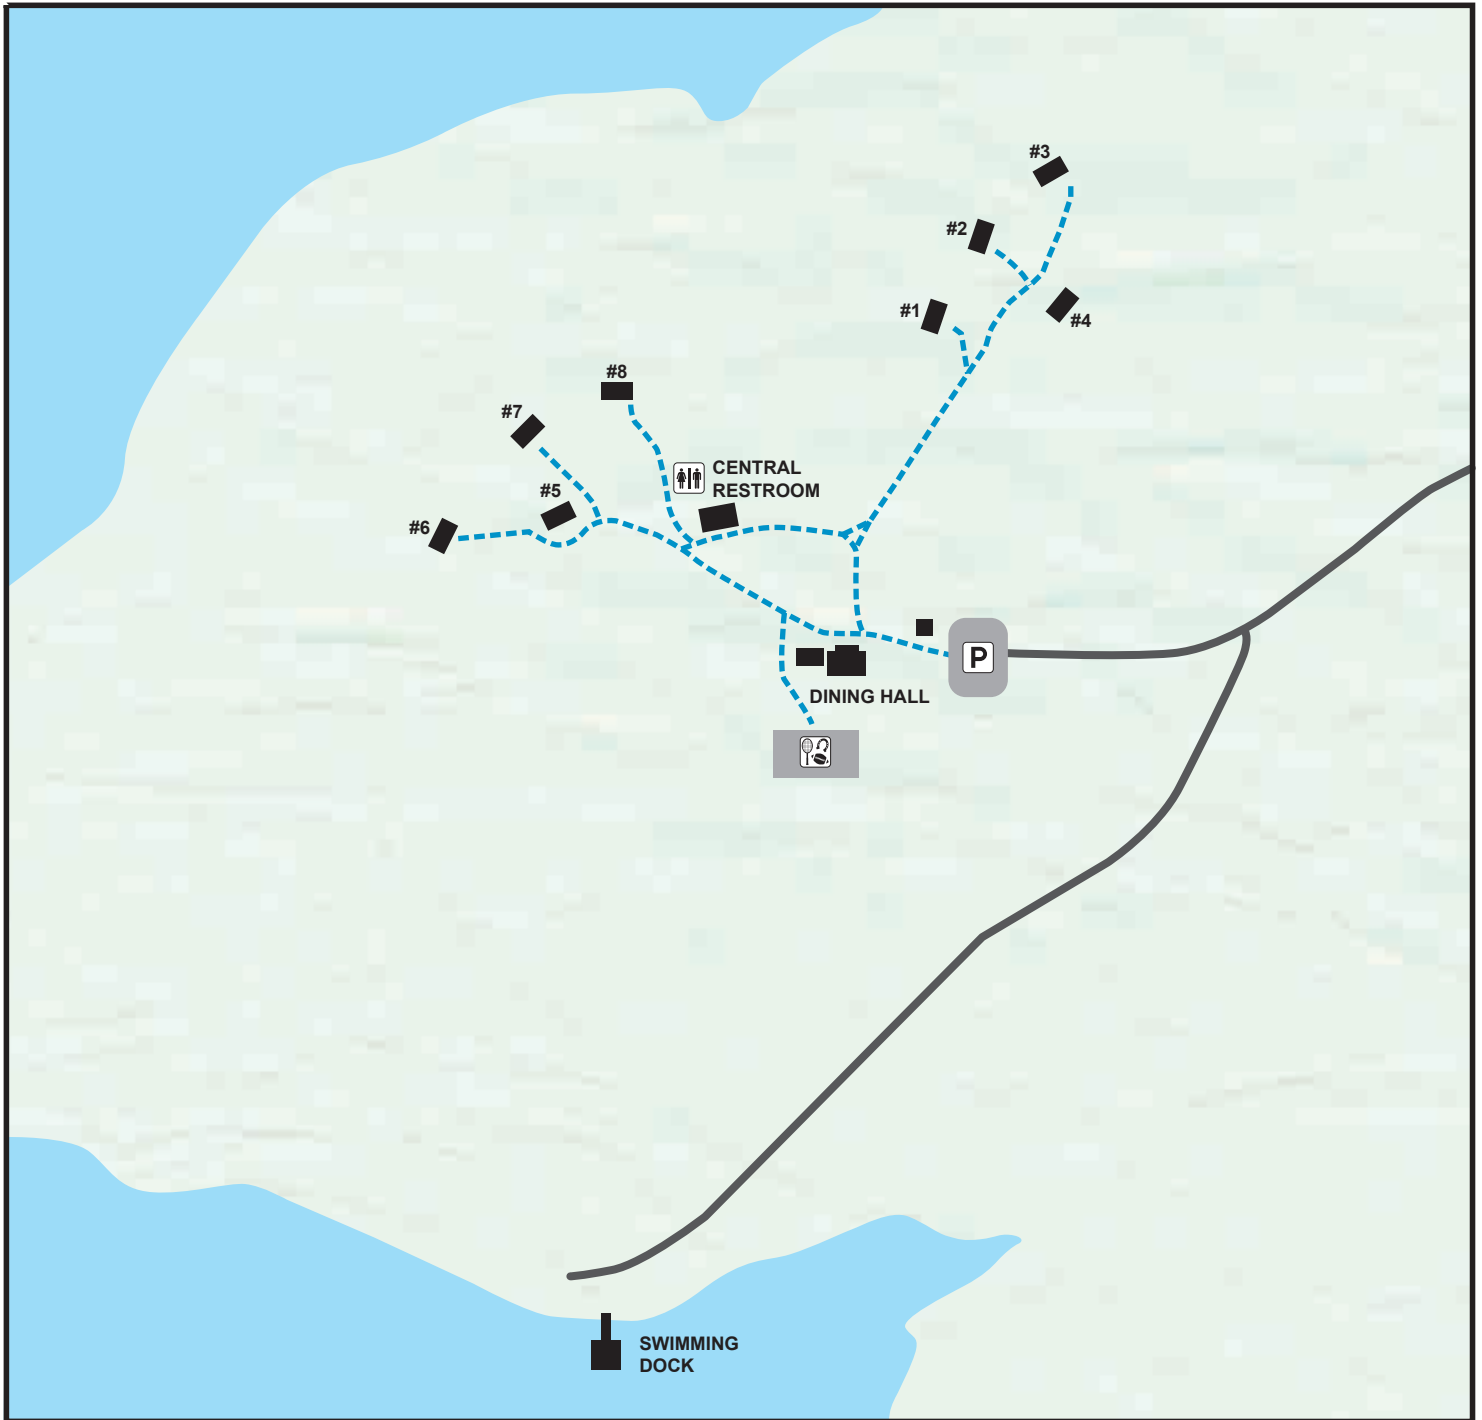 #3
#2
#1
#4
#8
#7
CENTRAL
RESTROOM
#5
#6
P
DINING HALL
SWIMMING
DOCK